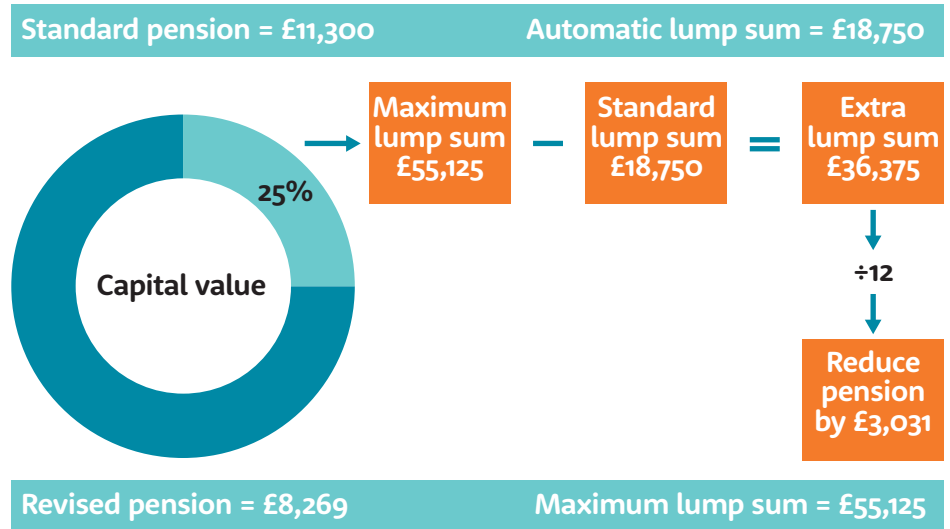 Standard pension = £11,300
Automatic lump sum = £18,750
Maximum
lump sum
£55,125
–
Standard
lump sum
£18,750
=
Extra
lump sum
£36,375
25%
Capital value
÷12
Reduce
pension
by £3,031
Revised pension = £8,269
Maximum lump sum = £55,125